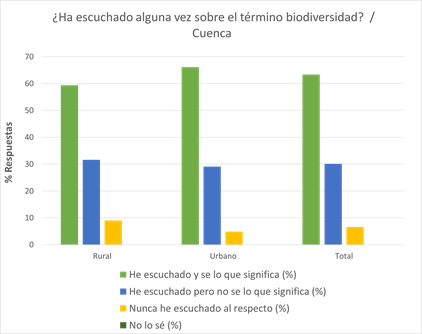 ¿Ha escuchado alguna vez sobre el término biodiversidad?  /
Cuenca
% Respuestas
70
60
50
40
30
20
10
0
Rural
Urbano
Total
He escuchado y se lo que significa (%)
He escuchado pero no se lo que significa (%)
Nunca he escuchado al respecto (%)
No lo sé (%)